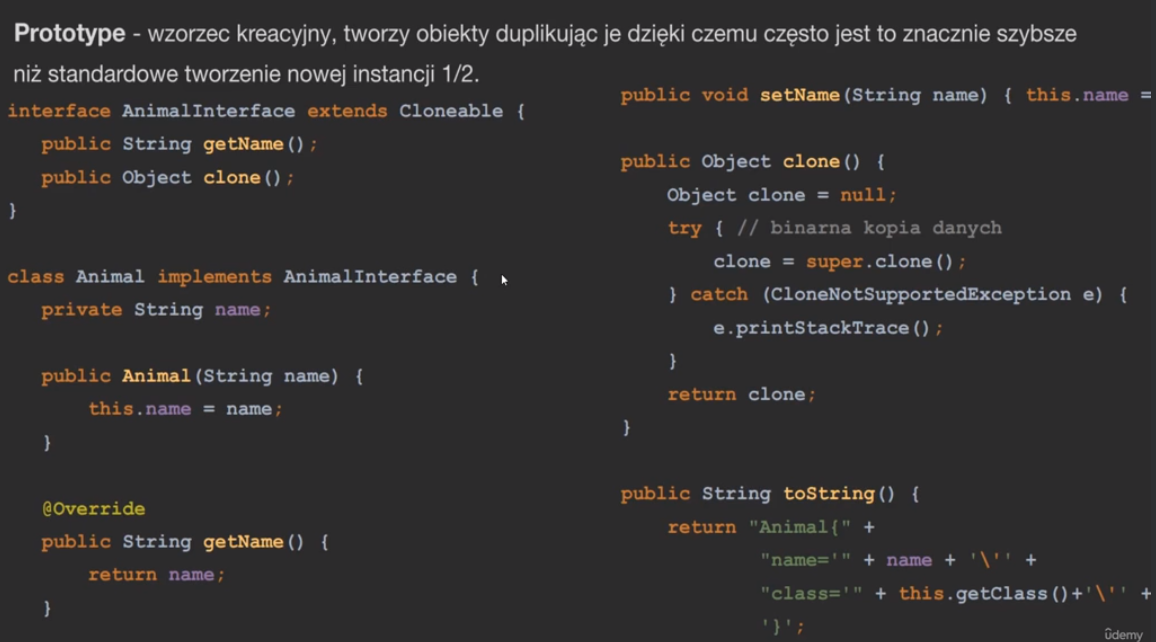 Prototype - wzorzec kreacyjny, tworzy obiekty duplikując je dzięki czemu często jest to znacznie szybsze
niż standardowe tworzenie nowej instancji 1/2.
interface AnimalInterface extends Cloneable {
    public String getName();
    public Object clone();
}

class Animal implements AnimalInterface {
    private String name;

    public Animal(String name) {
        this.name = name;
    }

    @Override
    public String getName() {
        return name;
    }
public void setName(String name) { this.name =

public Object clone() {
    Object clone = null;
    try { // binarna kopia danych
        clone = super.clone();
    } catch (CloneNotSupportedException e) {
        e.printStackTrace();
    }
    return clone;
}

public String toString() {
    return "Animal{" +
            "name='" + name + '\'' +
            "class='" + this.getClass()+'\'' +
            '}';
ûdemy